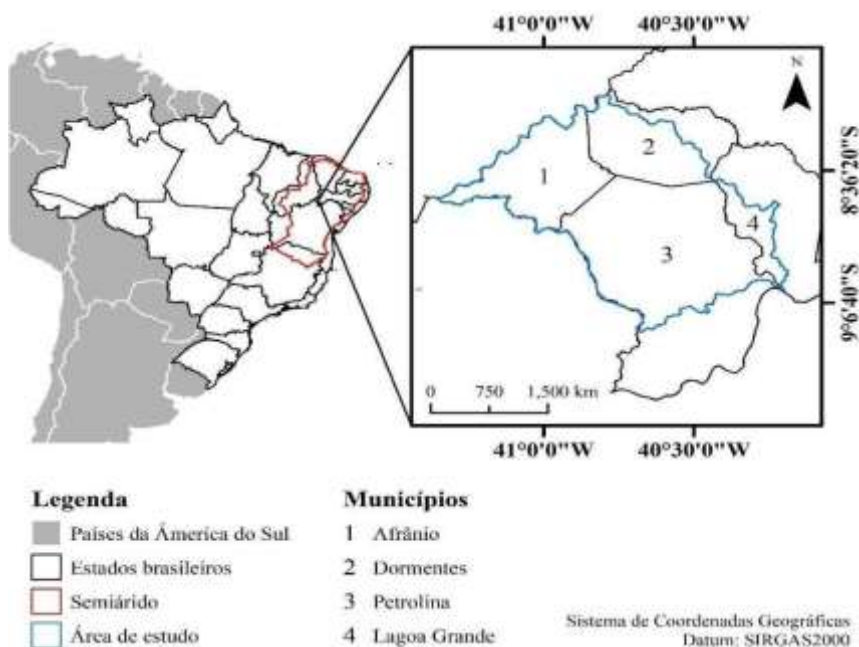 41°0'0"W 40°30'0"W
N
8°36'20"S
9°6'40"S
1
2
3
4
0 750 1,500 km
41°0'0"W 40°30'0"W
Legenda
Países da Ámerica do Sul
Estados brasileiros
Semiárido
Área de estudo
Municípios
1 Afrânio
2 Dormentes
3 Petrolina
4 Lagoa Grande
Sistema de Coordenadas Geográficas
Datum: SIRGAS2000